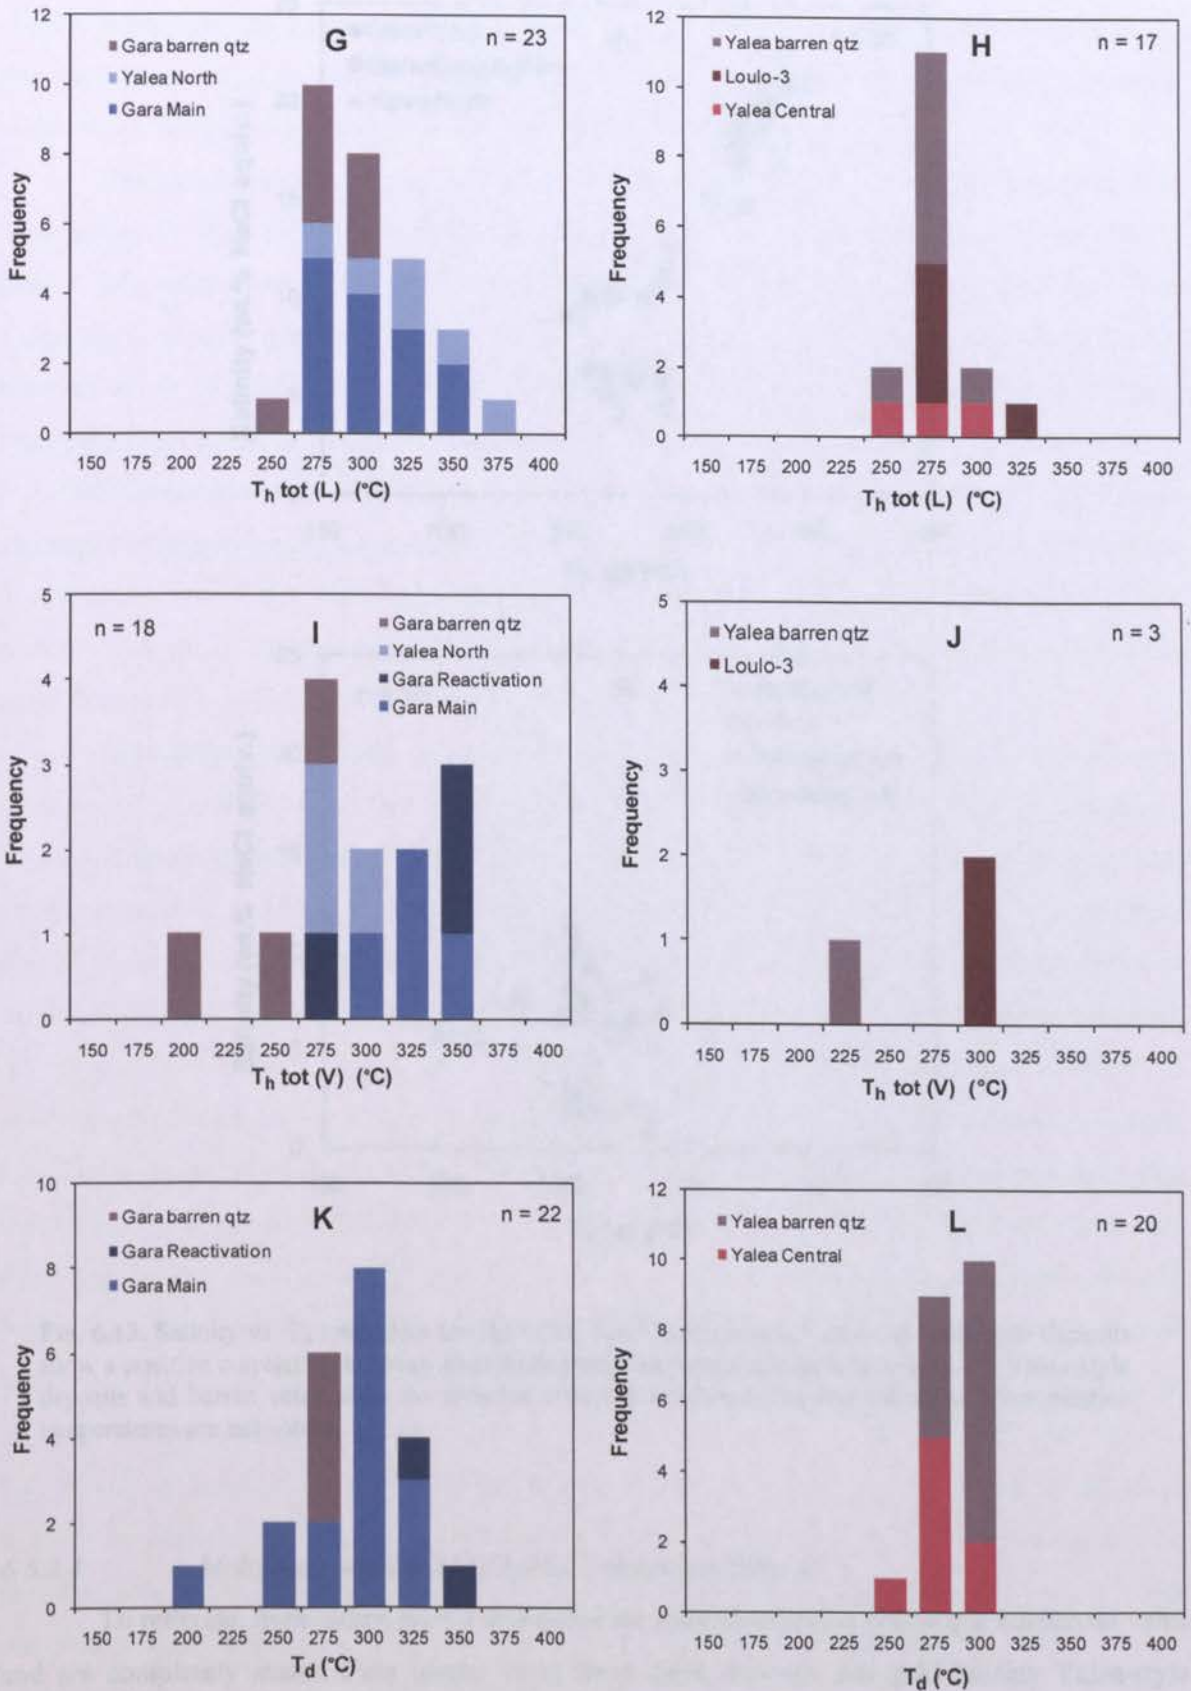 G
n = 23
Gara barren qtz
Yalea North
Gara Main
Frequency
12
10
8
6
4
2
0
150 175 200 225 250 275 300 325 350 375 400
Th tot (L) (°C)
H
n = 17
Yalea barren qtz
Loulo-3
Yalea Central
Frequency
12
10
8
6
4
2
0
150 175 200 225 250 275 300 325 350 375 400
Th tot (L) (°C)
n = 18
I
Gara barren qtz
Yalea North
Gara Reactivation
Gara Main
Frequency
5
4
3
2
1
0
150 175 200 225 250 275 300 325 350 375 400
Th tot (V) (°C)
J
n = 3
Yalea barren qtz
Loulo-3
Frequency
5
4
3
2
1
0
150 175 200 225 250 275 300 325 350 375 400
Th tot (V) (°C)
K
n = 22
Gara barren qtz
Gara Reactivation
Gara Main
Frequency
10
8
6
4
2
0
150 175 200 225 250 275 300 325 350 375 400
Td (°C)
L
n = 20
Yalea barren qtz
Yalea Central
Frequency
12
10
8
6
4
2
0
150 175 200 225 250 275 300 325 350 375 400
Td (°C)